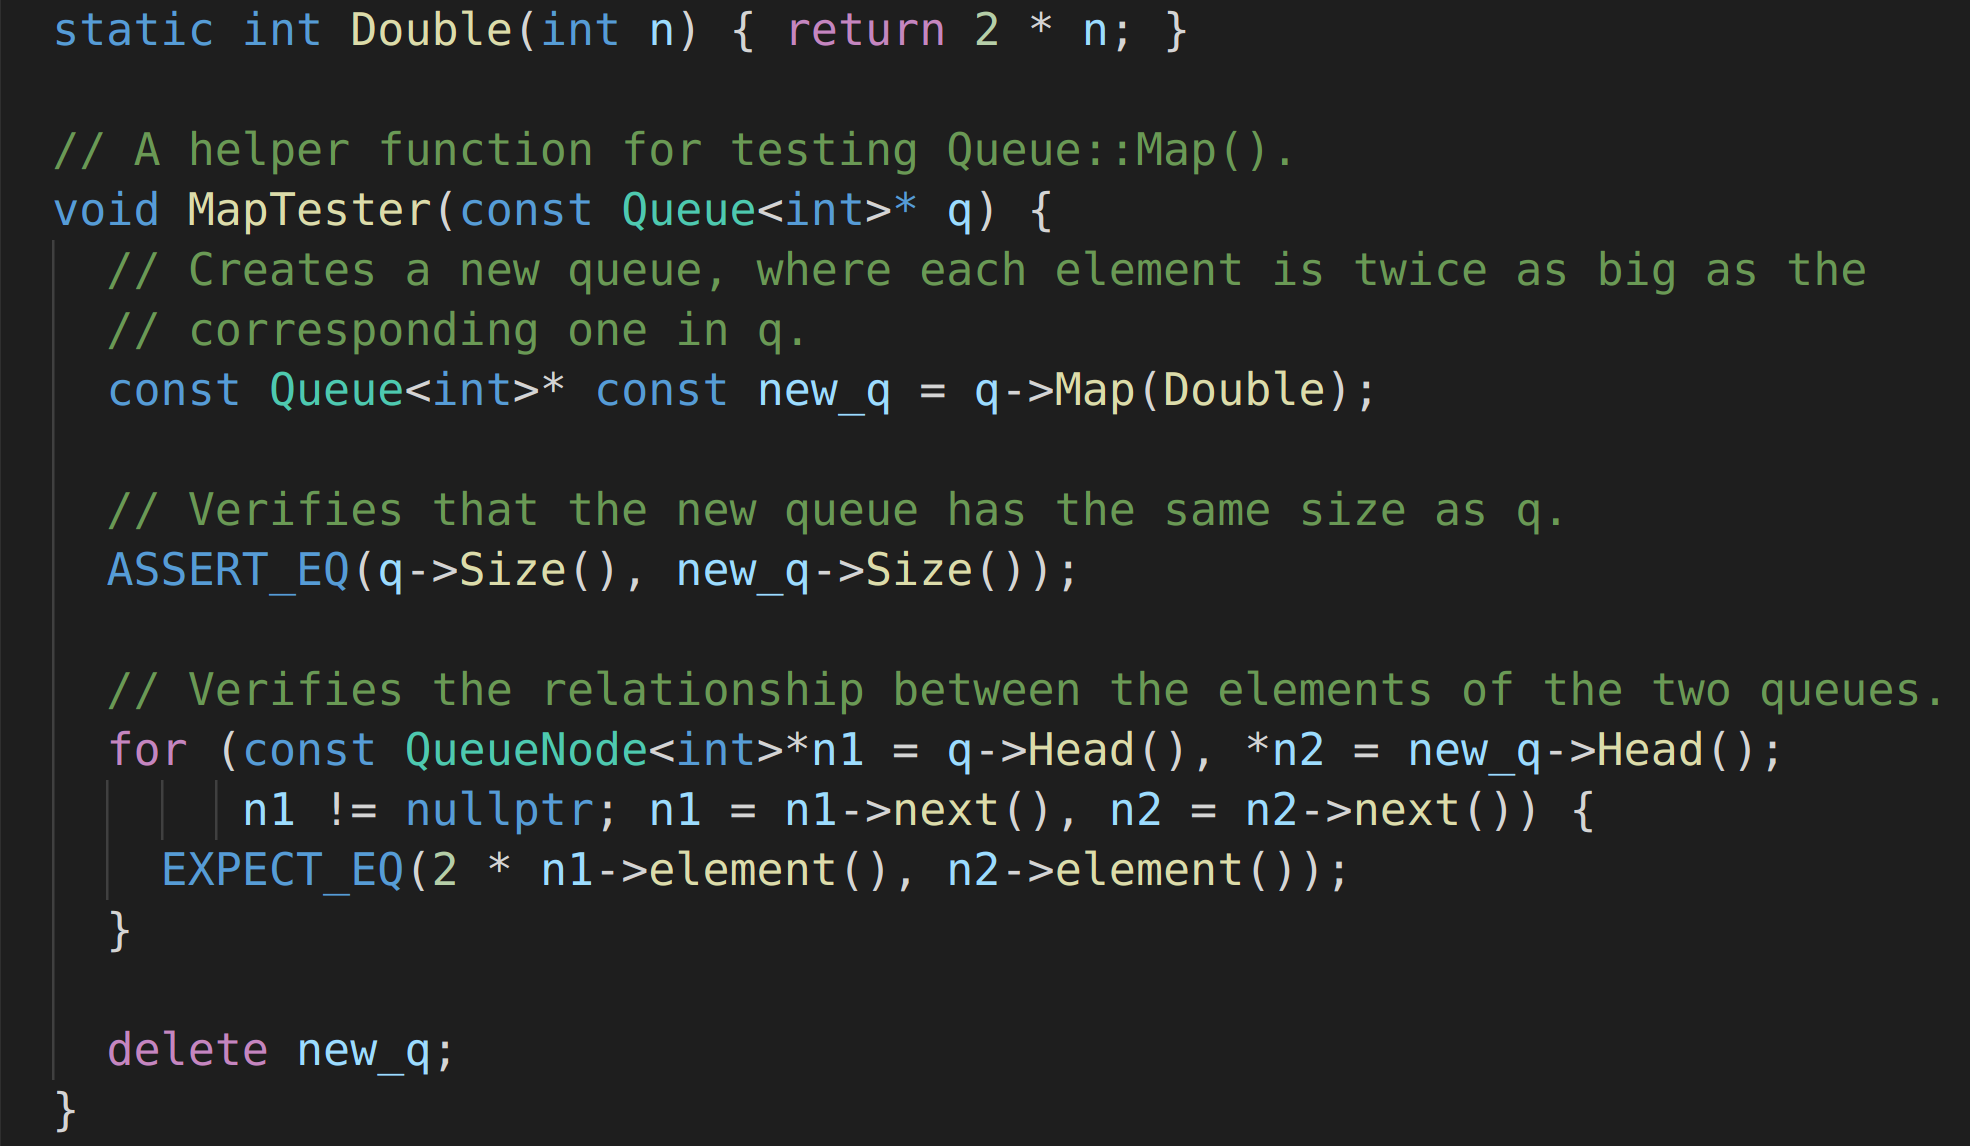 static int Double(int n) { return 2 * n; }
// A helper function for testing Queue::Map().
void MapTester(const Queue<int>* q) {
// Creates a new queue, where each element is twice as big as the
// corresponding one in q.
const Queue<int>* const new_q = q->Map(Double);
// Verifies that the new queue has the same size as q.
ASSERT_EQ(q->Size(), new_q->Size());
// Verifies the relationship between the elements of the two queues.
for (const QueueNode<int>*n1 = q->Head(), *n2 = new_q->Head();
n1 != nullptr; n1 = n1->next(), n2 = n2->next()) {
EXPECT_EQ(2 * n1->element(), n2->element());
}
delete new_q;
}